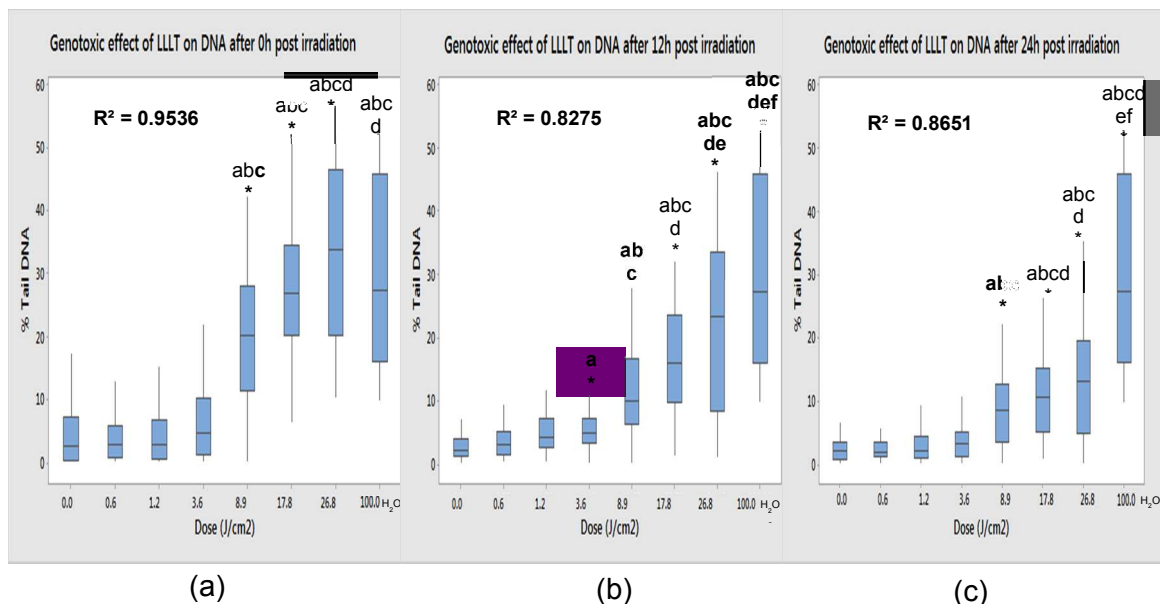 Genotoxic effect of LLLT on DNA after 0h post irradiation
% Tail DNA
60
50
40
30
20
10
0
R² = 0.9536
abc
*
abc
*
abcd
*
abc
d
0.0 0.6 1.2 3.6 8.9 17.8 26.8 100.0 H₂O
Dose (J/cm2)
(a)
Genotoxic effect of LLLT on DNA after 12h post irradiation
% Tail DNA
60
50
40
30
20
10
0
R² = 0.8275
a
*
ab
c
abc
d
*
abc
de
*
abc
def
0.0 0.6 1.2 3.6 8.9 17.8 26.8 100.0 H₂O
Dose (J/cm2)
(b)
Genotoxic effect of LLLT on DNA after 24h post irradiation
% Tail DNA
60
50
40
30
20
10
0
R² = 0.8651
*
abcd
*
abc
d
*
abcd
ef
*
0.0 0.6 1.2 3.6 8.9 17.8 26.8 100.0 H₂O
Dose (J/cm2)
(c)